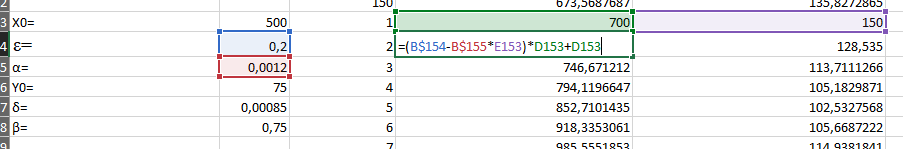 2 150 673,5687687 135,8272865
3 X0= 500 1 700 150
4 ε= 0,2 2 =(B$154-B$155*E153)*D153+D153 128,535
5 α= 0,0012 3 746,671212 113,7111266
6 Y0= 75 4 794,1196647 105,1829871
7 δ= 0,00085 5 852,7101435 102,5327568
8 β= 0,75 6 918,3353061 105,6687222
9 7 985,5551853 114,9381841